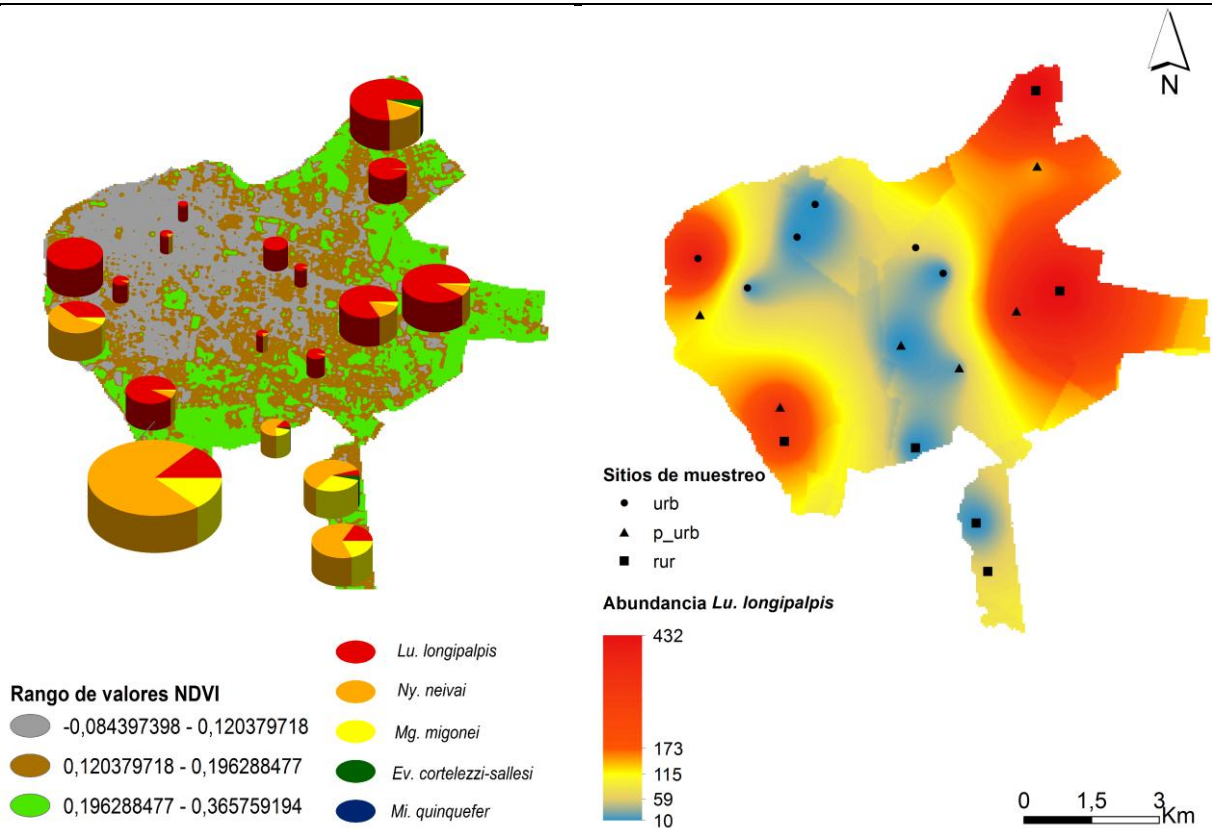 N
Rango de valores NDVI
-0,084397398 - 0,120379718
0,120379718 - 0,196288477
0,196288477 - 0,365759194
Lu. longipalpis
Ny. neivai
Mg. migonei
Ev. cortelezzi-sallesi
Mi. quinquefer
Sitios de muestreo
urb
p_urb
rur
Abundancia Lu. longipalpis
432
173
115
59
10
0 1,5 3
Km